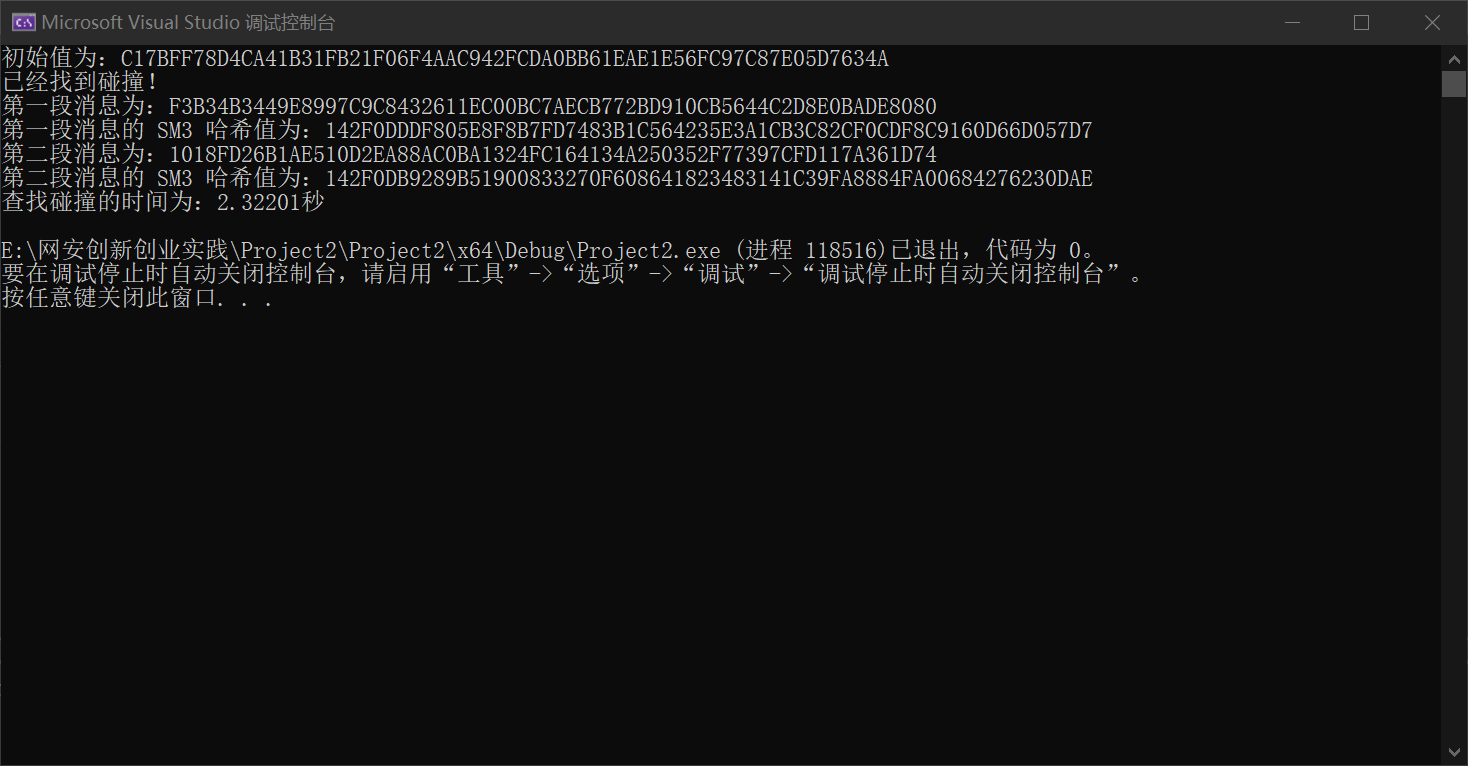 Microsoft Visual Studio 调试控制台
初始值为：C17BFF78D4CA41B31FB21F06F4AAC942FCDA0BB61EAE1E56FC97C87E05D7634A
已经找到碰撞！
第一段消息为：F3B34B3449E8997C9C8432611EC00BC7AECB772BD910CB5644C2D8E0BADE8080
第一段消息的 SM3 哈希值为：142F0DDDF805E8F8B7FD7483B1C564235E3A1CB3C82CF0CDF8C9160D66D057D7
第二段消息为：1018FD26B1AE510D2EA88AC0BA1324FC164134A250352F77397CFD117A361D74
第二段消息的 SM3 哈希值为：142F0DB9289B51900833270F608641823483141C39FA8884FA00684276230DAE
查找碰撞的时间为：2.32201秒
E:\网安创新创业实践\Project2\Project2\x64\Debug\Project2.exe (进程 118516)已退出，代码为 0。
要在调试停止时自动关闭控制台，请启用“工具”->“选项”->“调试”->“调试停止时自动关闭控制台”。
按任意键关闭此窗口. . .